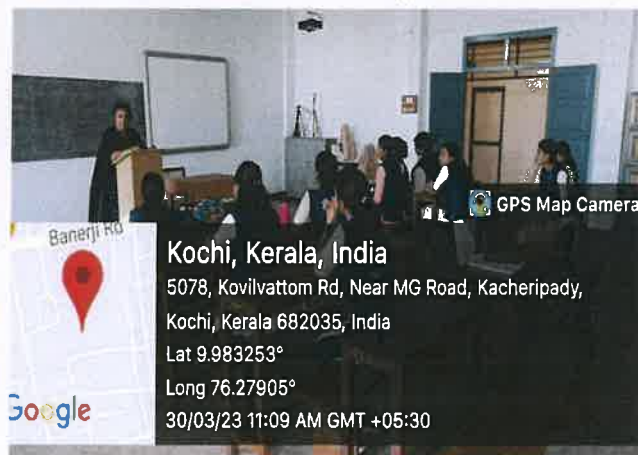 GPS Map Camera
Banerji Rd
Kochi, Kerala, India
5078, Kovilvattom Rd, Near MG Road, Kacheripady,
Kochi, Kerala 682035, India
Lat 9.983253°
Long 76.27905°
30/03/23 11:09 AM GMT +05:30
Google